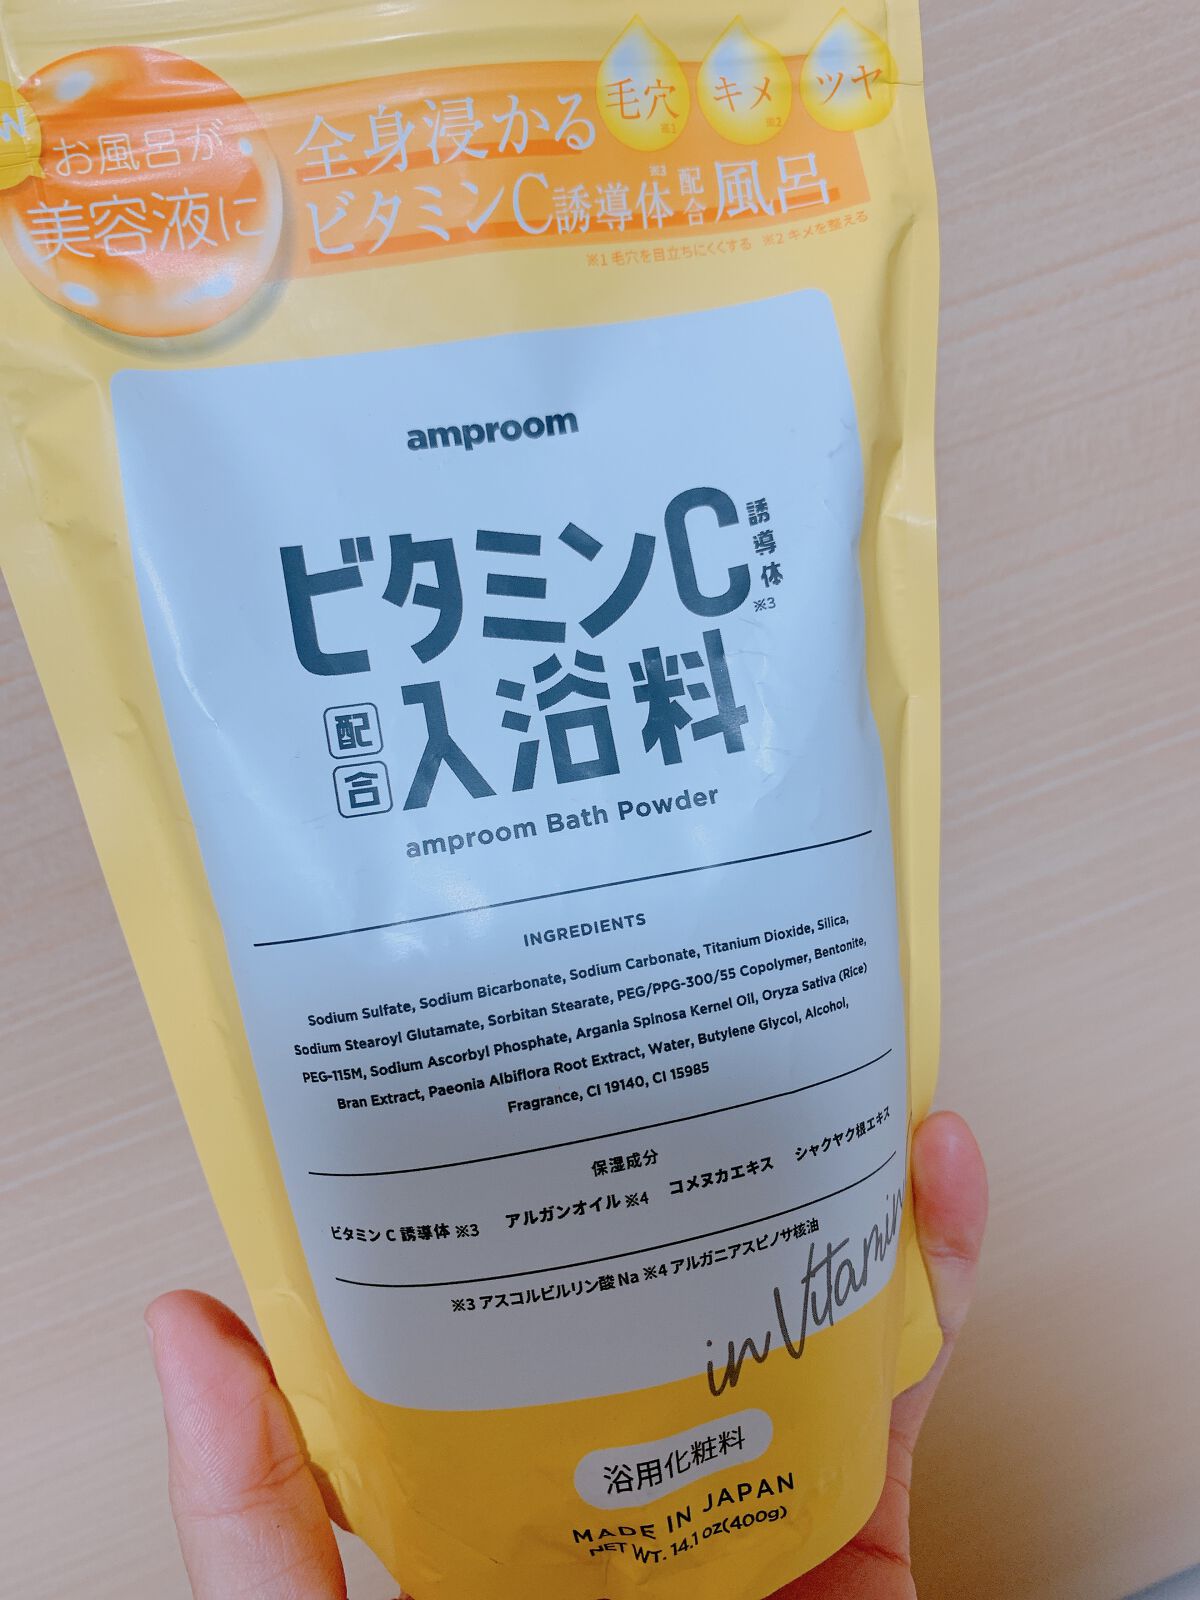 お風呂が
美容液に
全身浸かる
毛穴※1
キメ※2
ツヤ
ビタミンC誘導体※3配合風呂
※1 毛穴を目立ちにくくする ※2 キメを整える
amproom
ビタミンC誘導体※3
配合入浴料
amproom Bath Powder
INGREDIENTS
Sodium Sulfate, Sodium Bicarbonate, Sodium Carbonate, Titanium Dioxide, Silica,
Sodium Stearoyl Glutamate, Sorbitan Stearate, PEG/PPG-300/55 Copolymer, Bentonite,
PEG-115M, Sodium Ascorbyl Phosphate, Argania Spinosa Kernel Oil, Oryza Sativa (Rice)
Bran Extract, Paeonia Albiflora Root Extract, Water, Butylene Glycol, Alcohol,
Fragrance, CI 19140, CI 15985
保湿成分
ビタミンC誘導体※3 アルガンオイル※4 コメヌカエキス シャクヤク根エキス
※3 アスコルビルリン酸Na ※4 アルガニアスピノサ核油
in Vitamin
浴用化粧料
MADE IN JAPAN
NET WT. 14.1 oz(400g)